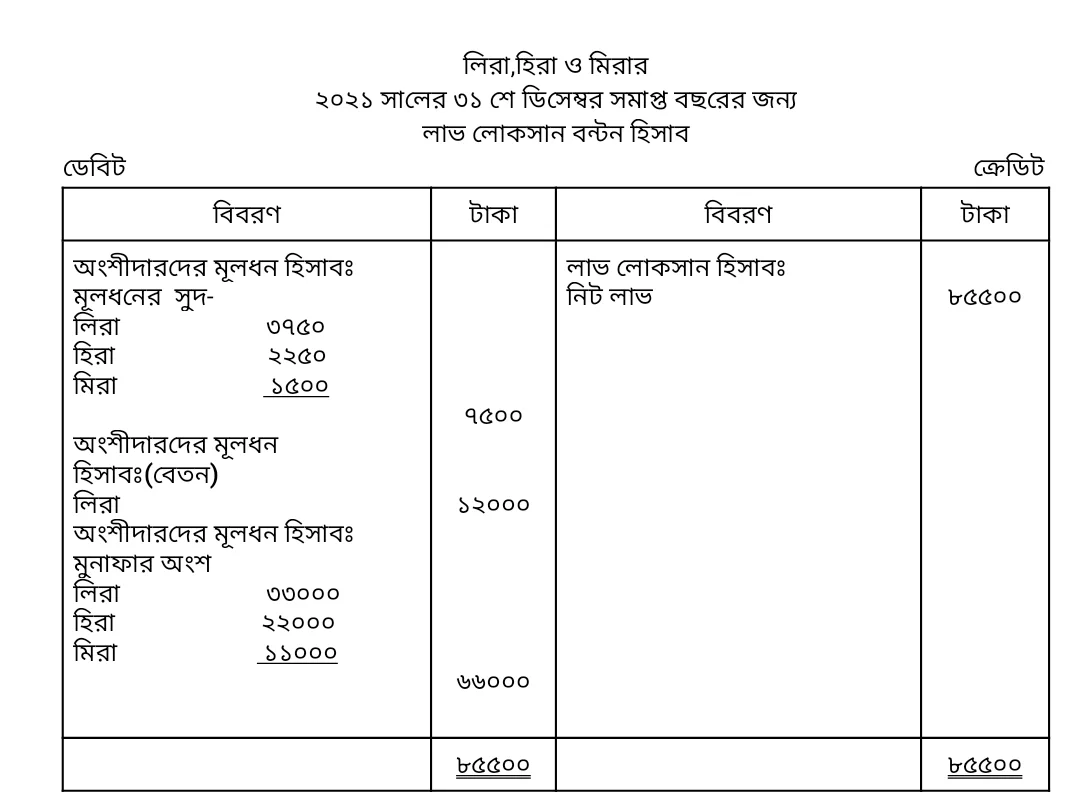 লিরা,হিরা ও মিরার
২০২১ সালের ৩১ শে ডিসেম্বর সমাপ্ত বছরের জন্য
লাভ লোকসান বন্টন হিসাব
ডেবিট ক্রেডিট
বিবরণ টাকা বিবরণ টাকা
অংশীদারদের মূলধন হিসাবঃ লাভ লোকসান হিসাবঃ
মূলধনের সুদ- নিট লাভ ৮৫৫০০
লিরা ৩৭৫০
হিরা ২২৫০
মিরা ১৫০০
৭৫০০
অংশীদারদের মূলধন
হিসাবঃ(বেতন)
লিরা ১২০০০
অংশীদারদের মূলধন হিসাবঃ
মুনাফার অংশ
লিরা ৩৩০০০
হিরা ২২০০০
মিরা ১১০০০
৬৬০০০
৮৫৫০০ ৮৫৫০০